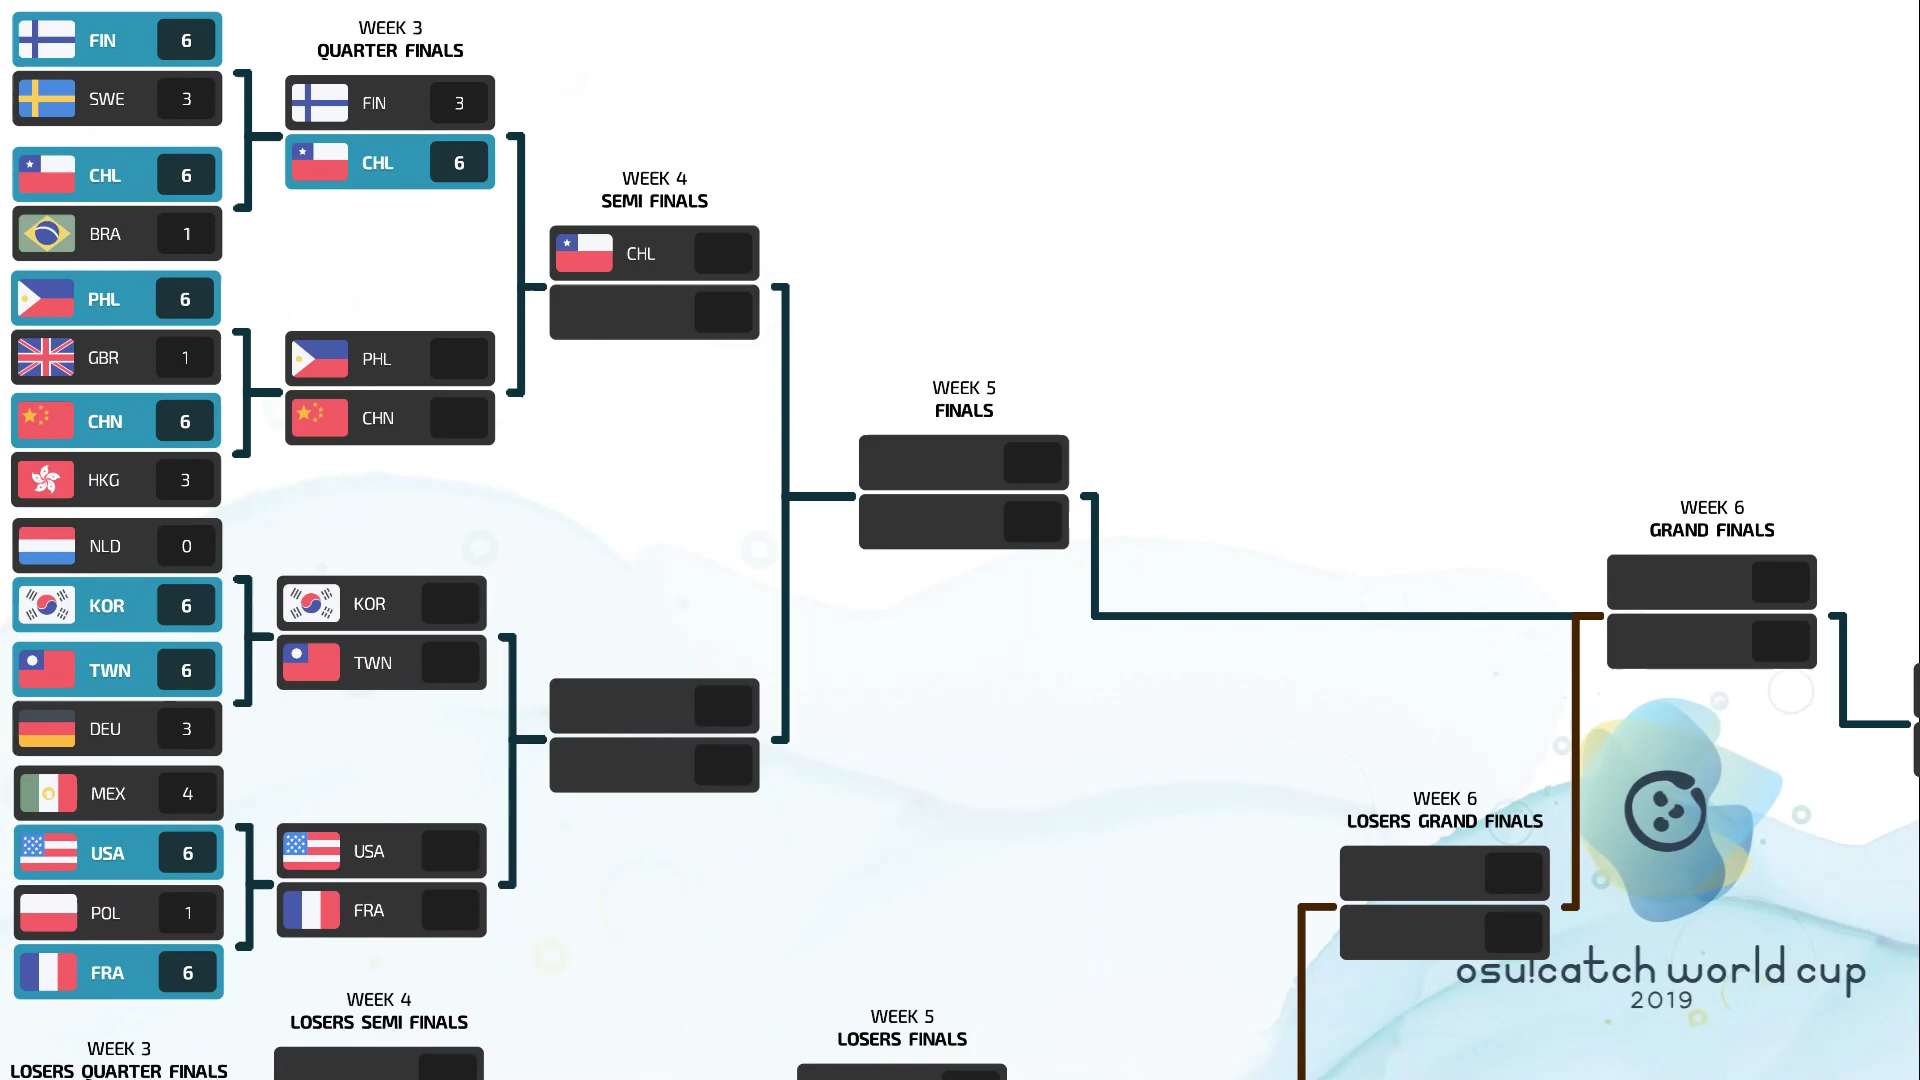 FIN 6
SWE 3
CHL 6
BRA 1
PHL 6
GBR 1
CHN 6
HKG 3
NLD 0
KOR 6
TWN 6
DEU 3
MEX 4
USA 6
POL 1
FRA 6
WEEK 3
QUARTER FINALS
FIN 3
CHL 6
PHL
CHN
KOR
TWN
USA
FRA
WEEK 4
SEMI FINALS
CHL
WEEK 5
FINALS
WEEK 6
GRAND FINALS
WEEK 6
LOSERS GRAND FINALS
osu!catch world cup
2019
WEEK 4
LOSERS SEMI FINALS
WEEK 5
LOSERS FINALS
WEEK 3
LOSERS QUARTER FINALS